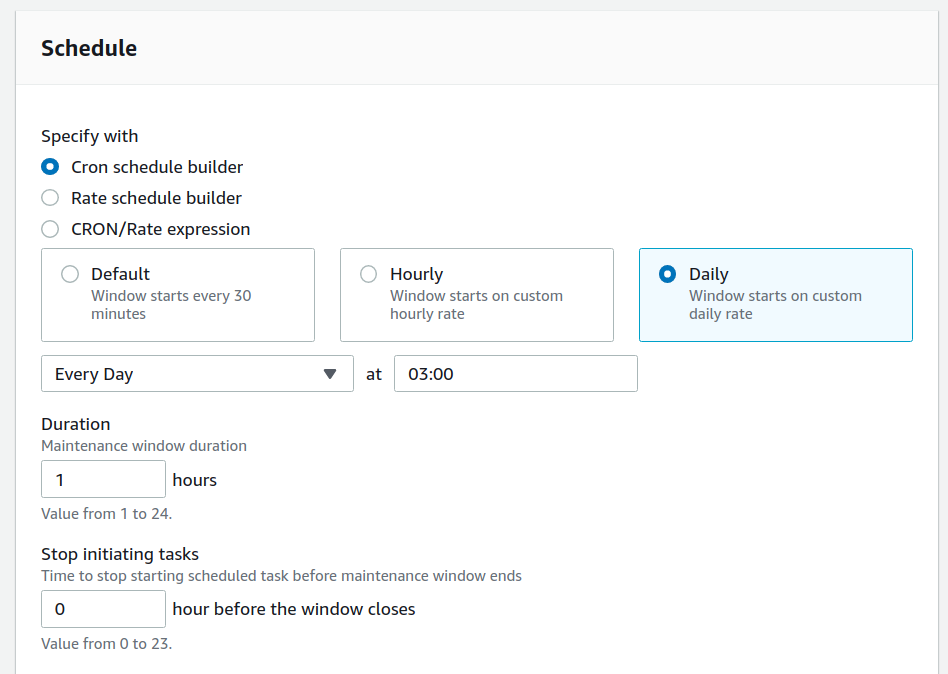 Schedule
Specify with
Cron schedule builder
Rate schedule builder
CRON/Rate expression
Default
Window starts every 30
minutes
Hourly
Window starts on custom
hourly rate
Daily
Window starts on custom
daily rate
Every Day at 03:00
Duration
Maintenance window duration
1 hours
Value from 1 to 24.
Stop initiating tasks
Time to stop starting scheduled task before maintenance window ends
0 hour before the window closes
Value from 0 to 23.